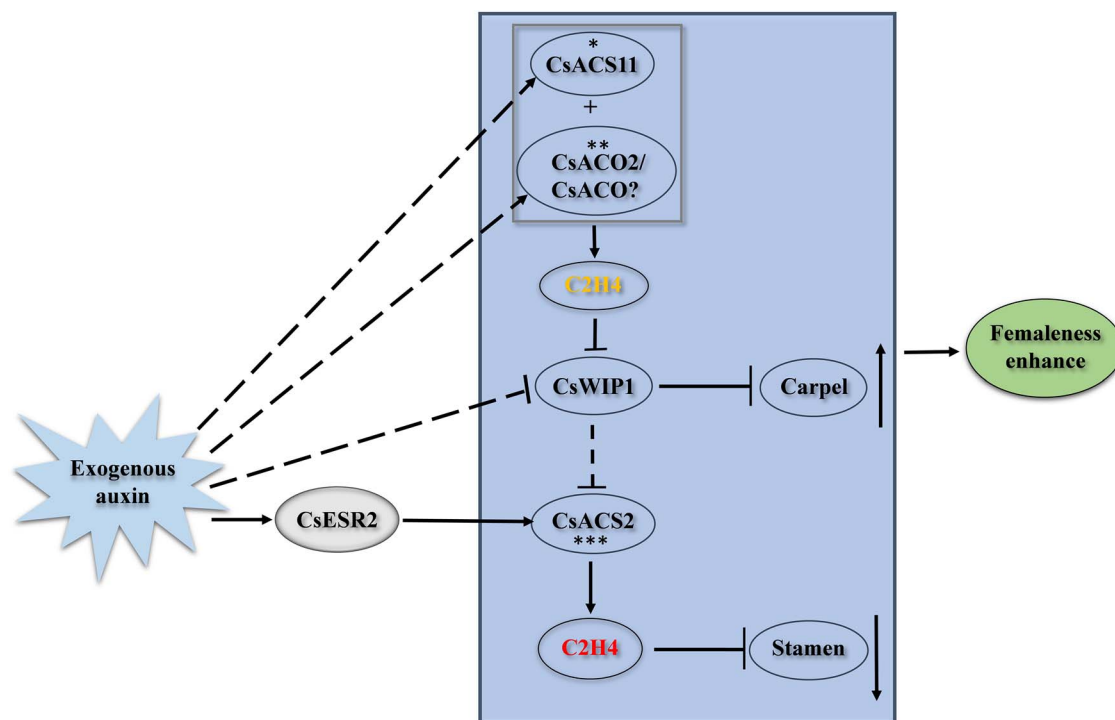 *
CsACS11
+
**
CsACO2/
CsACO?
C2H4
Femaleness
enhance
CsWIP1
Carpel
Exogenous
auxin
CsESR2
CsACS2
***
C2H4
Stamen